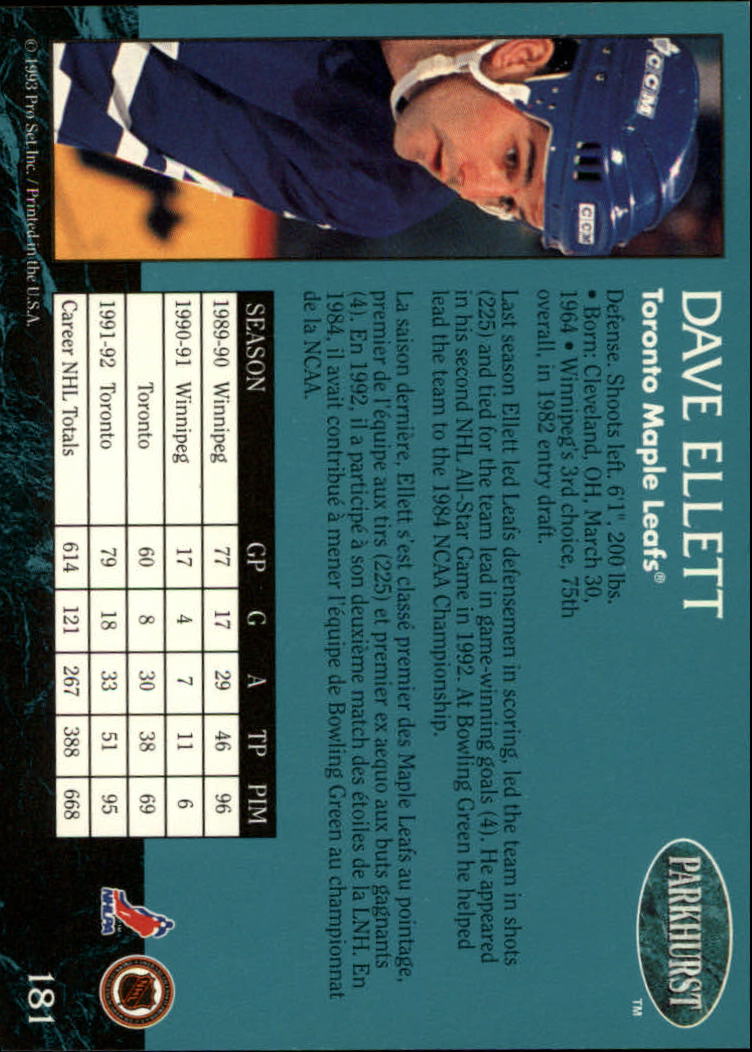 DAVE ELLETT
Toronto Maple Leafs®
PARKHURST
TM
CCM
CCM
Defense. Shoots left. 6'1", 200 lbs.
• Born: Cleveland, OH, March 30,
1964 • Winnipeg's 3rd choice, 75th
overall, in 1982 entry draft.
Last season Ellett led Leafs defensemen in scoring, led the team in shots
(225) and tied for the team lead in game-winning goals (4). He appeared
in his second NHL All-Star Game in 1992. At Bowling Green he helped
lead the team to the 1984 NCAA Championship.
La saison dernière, Ellett s'est classé premier des Maple Leafs au pointage,
premier de l'équipe aux tirs (225) et premier ex aequo aux buts gagnants
(4). En 1992, il a participé à son deuxième match des étoiles de la LNH. En
1984, il avait contribué à mener l'équipe de Bowling Green au championnat
de la NCAA.
SEASON GP G A TP PIM
1989-90 Winnipeg 77 17 29 46 96
1990-91 Winnipeg 17 4 7 11 6
Toronto 60 8 30 38 69
1991-92 Toronto 79 18 33 51 95
Career NHL Totals 614 121 267 388 668
NHLPA
NHL
© 1993 Pro Set, Inc. / Printed in the U.S.A.
181